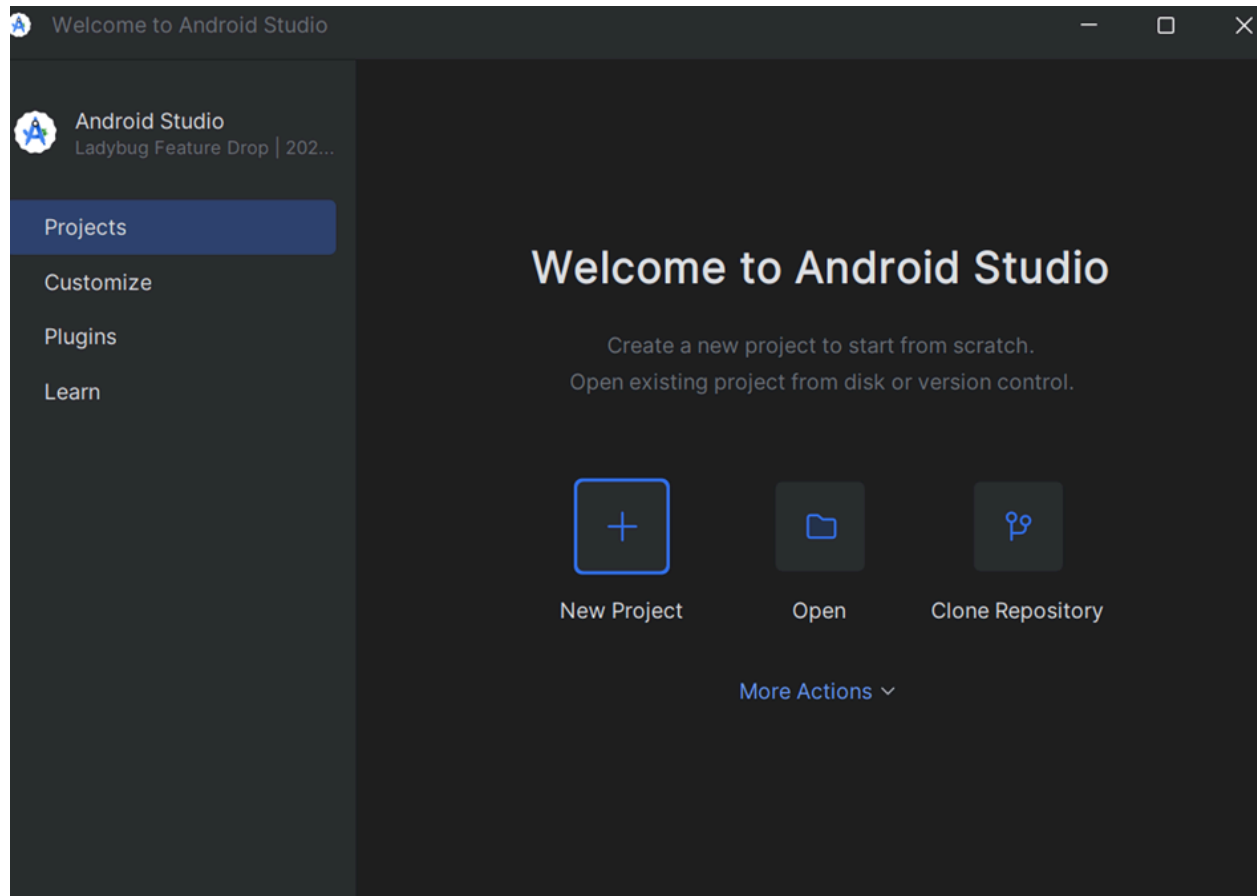 Welcome to Android Studio
Android Studio
Ladybug Feature Drop | 202...
Projects
Customize
Plugins
Learn
Welcome to Android Studio
Create a new project to start from scratch.
Open existing project from disk or version control.
New Project
Open
Clone Repository
More Actions